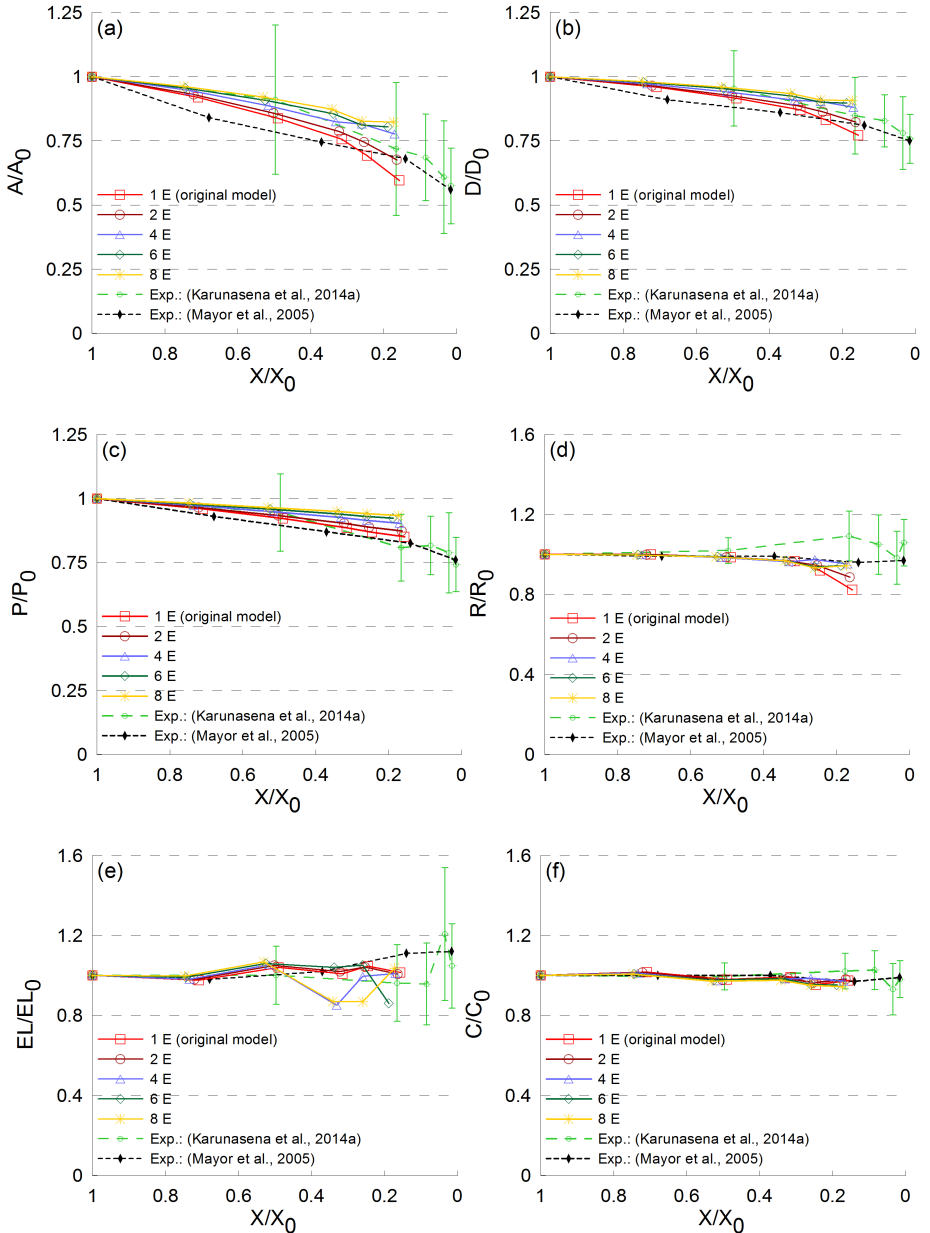 (a)
1.25
1
0.75
0.5
0.25
0
A/A0
1 E (original model)
2 E
4 E
6 E
8 E
Exp.: (Karunasena et al., 2014a)
Exp.: (Mayor et al., 2005)
1 0.8 0.6 0.4 0.2 0
X/X0
(b)
1.25
1
0.75
0.5
0.25
0
D/D0
1 E (original model)
2 E
4 E
6 E
8 E
Exp.: (Karunasena et al., 2014a)
Exp.: (Mayor et al., 2005)
1 0.8 0.6 0.4 0.2 0
X/X0
(c)
1.25
1
0.75
0.5
0.25
0
P/P0
1 E (original model)
2 E
4 E
6 E
8 E
Exp.: (Karunasena et al., 2014a)
Exp.: (Mayor et al., 2005)
1 0.8 0.6 0.4 0.2 0
X/X0
(d)
1.6
1.2
0.8
0.4
0
R/R0
1 E (original model)
2 E
4 E
6 E
8 E
Exp.: (Karunasena et al., 2014a)
Exp.: (Mayor et al., 2005)
1 0.8 0.6 0.4 0.2 0
X/X0
(e)
1.6
1.2
0.8
0.4
0
EL/EL0
1 E (original model)
2 E
4 E
6 E
8 E
Exp.: (Karunasena et al., 2014a)
Exp.: (Mayor et al., 2005)
1 0.8 0.6 0.4 0.2 0
X/X0
(f)
1.6
1.2
0.8
0.4
0
C/C0
1 E (original model)
2 E
4 E
6 E
8 E
Exp.: (Karunasena et al., 2014a)
Exp.: (Mayor et al., 2005)
1 0.8 0.6 0.4 0.2 0
X/X0